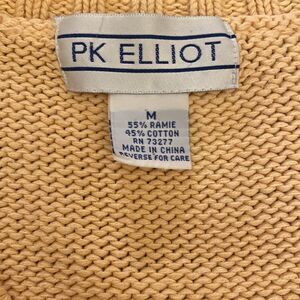 PK ELLIOT
M
55% RAMIE
45% COTTON
RN 73277
MADE IN CHINA
REVERSE FOR CARE